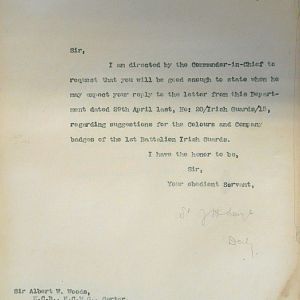 Sir,
I am directed by the Commander-in-Chief to
request that you will be good enough to state when he
may expect your reply to the letter from this Depart-
ment dated 29th April last, No: 20/Irish Guards/15,
regarding suggestions for the Colours and Company
badges of the 1st Battalion Irish Guards.
I have the honor to be,
Sir,
Your obedient Servant,
Sir Albert W. Woods,
K.C.B., K.C.M.G., Garter.